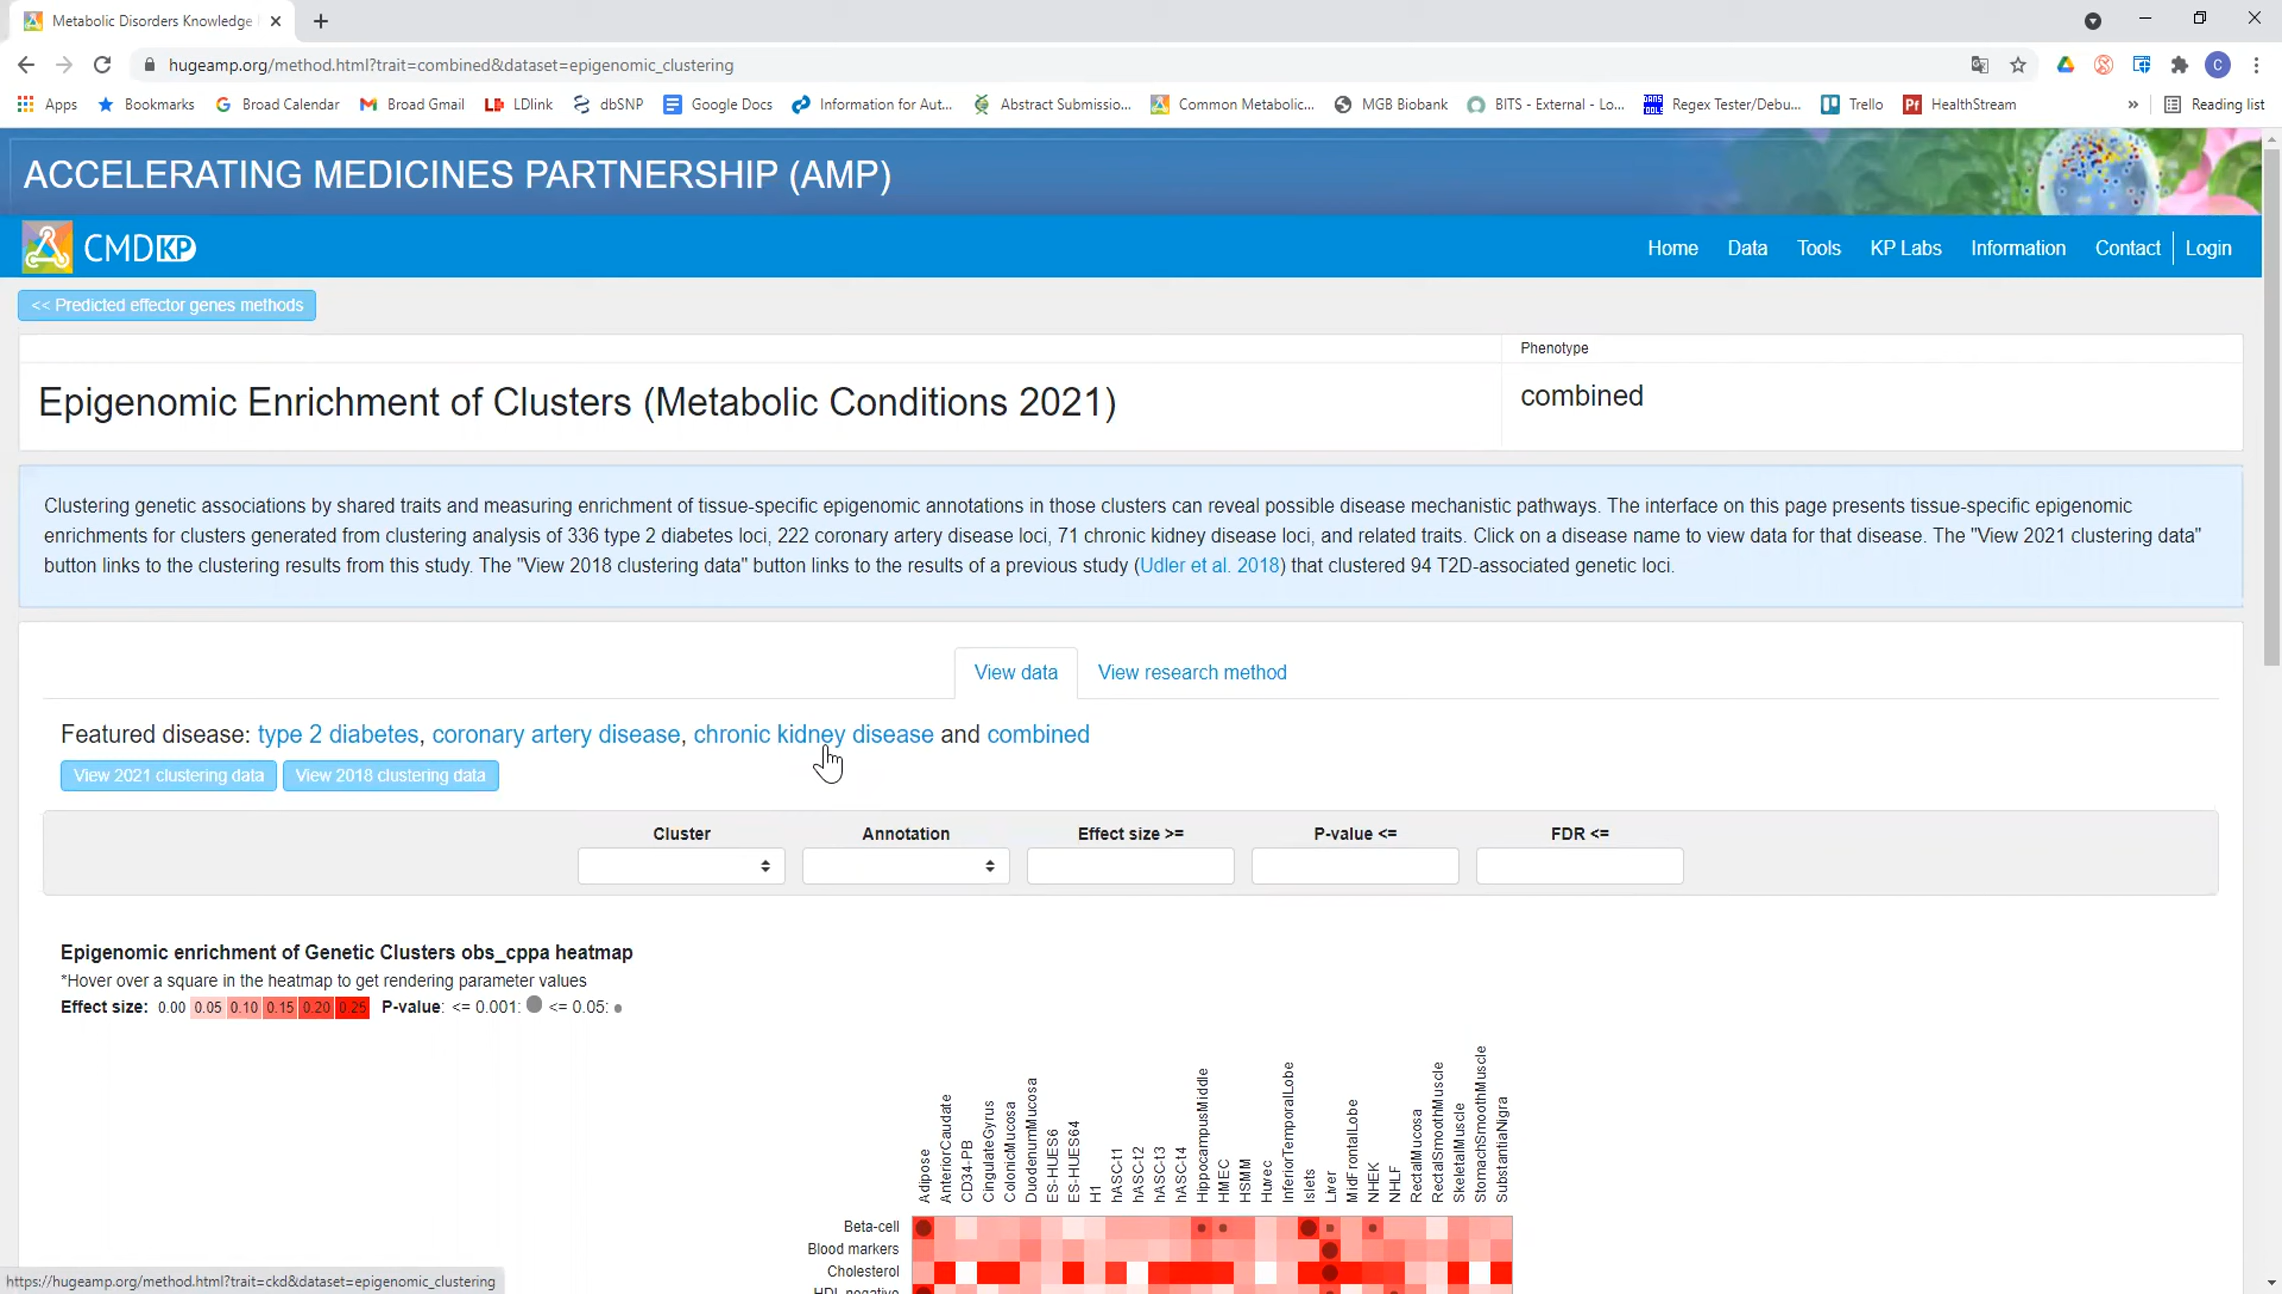 Metabolic Disorders Knowledge
hugeamp.org/method.html?trait=combined&dataset=epigenomic_clustering
C
Apps Bookmarks Broad Calendar Broad Gmail LDlink dbSNP Google Docs Information for Aut... Abstract Submissio... Common Metabolic... MGB Biobank BITS - External - Lo... Regex Tester/Debu... Trello HealthStream » Reading list
ACCELERATING MEDICINES PARTNERSHIP (AMP)
CMDKP
Home Data Tools KP Labs Information Contact Login
<< Predicted effector genes methods
Phenotype
Epigenomic Enrichment of Clusters (Metabolic Conditions 2021)
combined
Clustering genetic associations by shared traits and measuring enrichment of tissue-specific epigenomic annotations in those clusters can reveal possible disease mechanistic pathways. The interface on this page presents tissue-specific epigenomic
enrichments for clusters generated from clustering analysis of 336 type 2 diabetes loci, 222 coronary artery disease loci, 71 chronic kidney disease loci, and related traits. Click on a disease name to view data for that disease. The "View 2021 clustering data"
button links to the clustering results from this study. The "View 2018 clustering data" button links to the results of a previous study (Udler et al. 2018) that clustered 94 T2D-associated genetic loci.
View data View research method
Featured disease: type 2 diabetes, coronary artery disease, chronic kidney disease and combined
View 2021 clustering data View 2018 clustering data
Cluster Annotation Effect size >= P-value <= FDR <=
Epigenomic enrichment of Genetic Clusters obs_cppa heatmap
*Hover over a square in the heatmap to get rendering parameter values
Effect size: 0.00 0.05 0.10 0.15 0.20 0.25 P-value: <= 0.001: <= 0.05:
Adipose
AnteriorCaudate
CD34-PB
CingulateGyrus
ColonicMucosa
DuodenumMucosa
ES-HUES6
ES-HUES64
H1
hASC-t1
hASC-t2
hASC-t3
hASC-t4
HippocampusMiddle
HMEC
HSMM
Huvec
InferiorTemporalLobe
Islets
Liver
MidFrontalLobe
NHEK
NHLF
RectalMucosa
RectalSmoothMuscle
SkeletalMuscle
StomachSmoothMuscle
SubstantiaNigra
Beta-cell
Blood markers
Cholesterol
HDL negative
https://hugeamp.org/method.html?trait=ckd&dataset=epigenomic_clustering